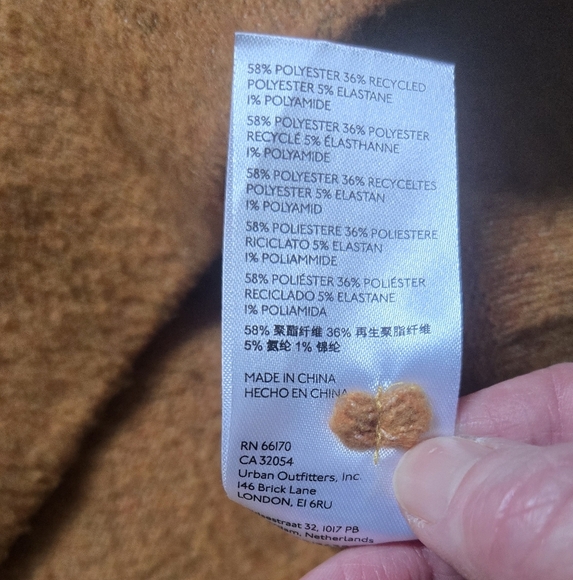 58% POLYESTER 36% RECYCLED
POLYESTER 5% ELASTANE
1% POLYAMIDE
58% POLYESTER 36% POLYESTER
RECYCLÉ 5% ÉLASTHANNE
1% POLYAMIDE
58% POLYESTER 36% RECYCELTES
POLYESTER 5% ELASTAN
1% POLYAMID
58% POLIESTERE 36% POLIESTERE
RICICLATO 5% ELASTAN
1% POLIAMMIDE
58% POLIÉSTER 36% POLIÉSTER
RECICLADO 5% ELASTANE
1% POLIAMIDA
58% 聚酯纤维 36% 再生聚酯纤维
5% 氨纶 1% 锦纶
MADE IN CHINA
HECHO EN CHINA
RN 66170
CA 32054
Urban Outfitters, Inc.
146 Brick Lane
LONDON, E1 6RU
32, 1017 PB
Netherlands